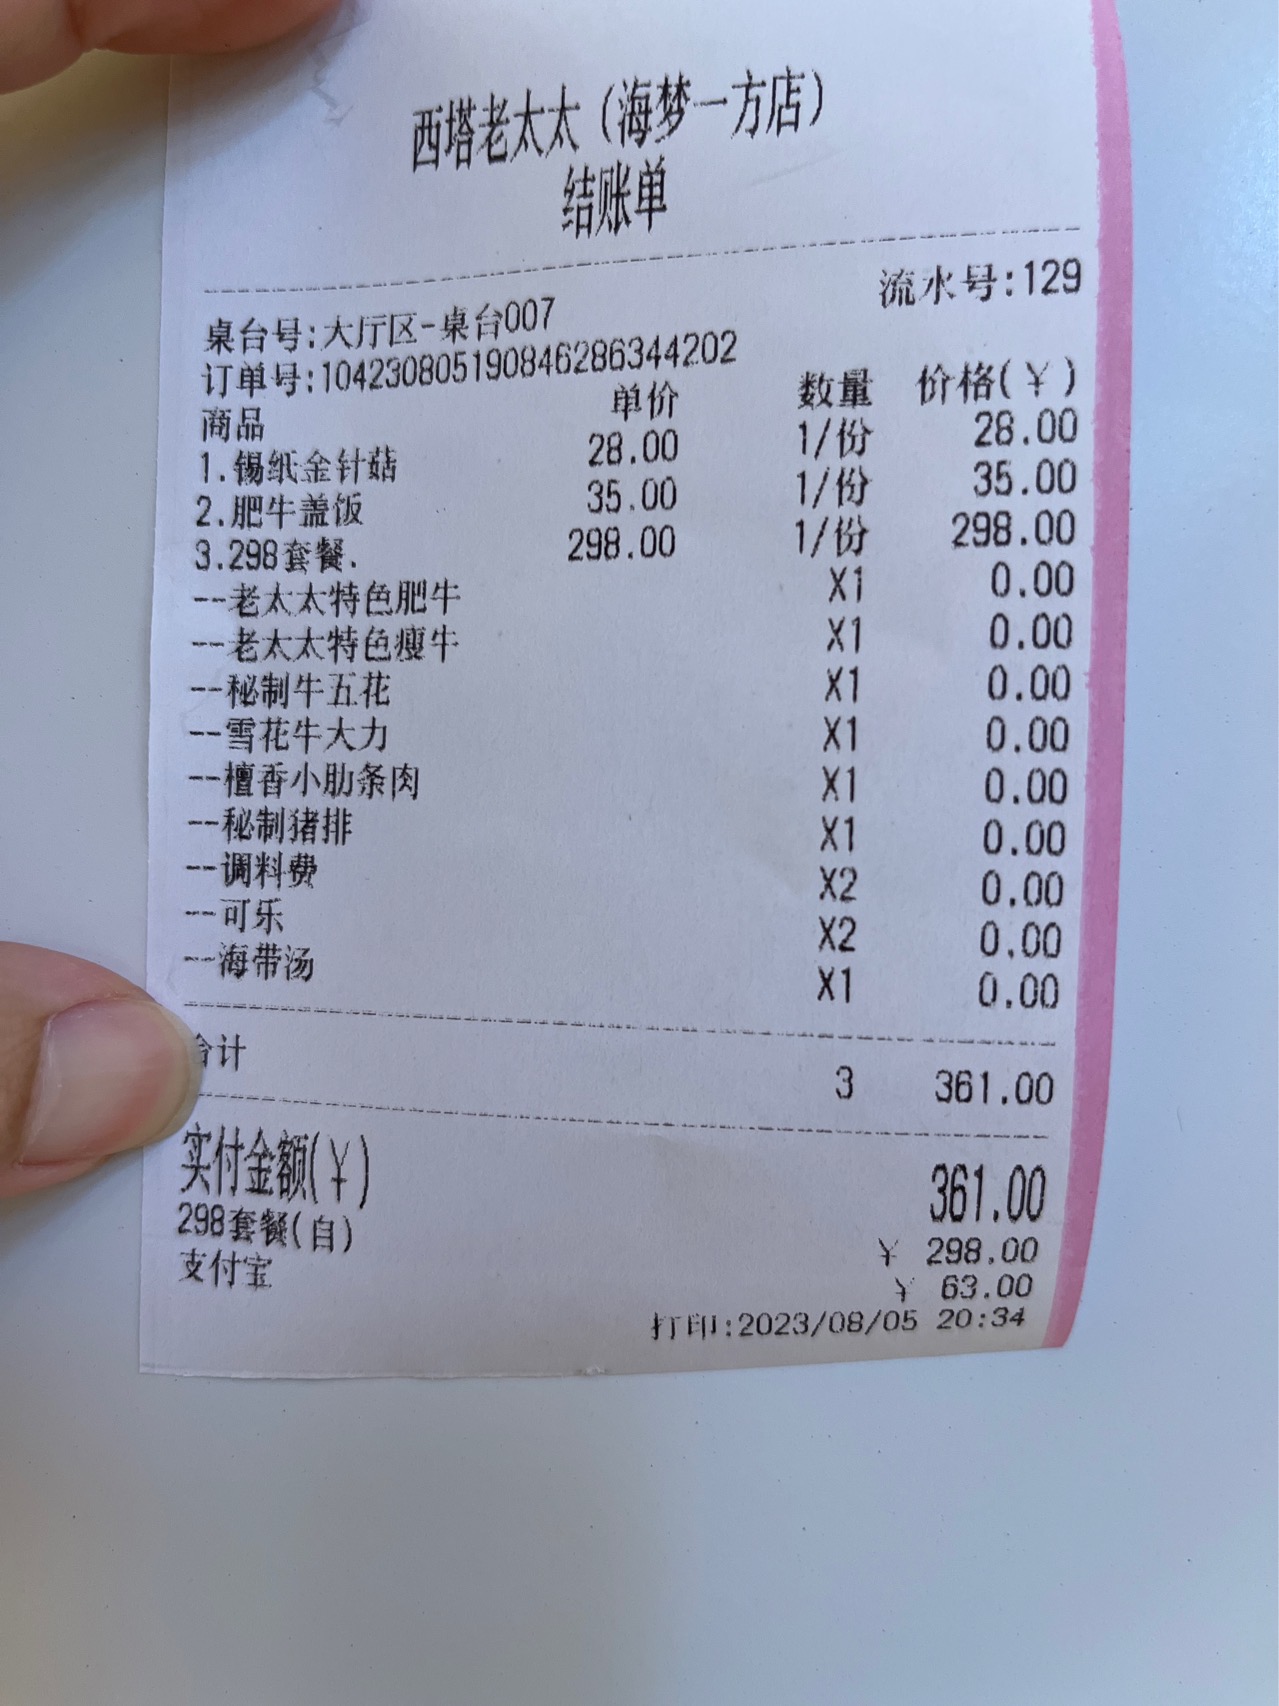 西塔老太太（海梦一方店）
结账单
流水号:129
桌台号:大厅区-桌台007
订单号:104230805190846286344202
商品 单价 数量 价格(¥)
1.锡纸金针菇 28.00 1/份 28.00
2.肥牛盖饭 35.00 1/份 35.00
3.298套餐. 298.00 1/份 298.00
--老太太特色肥牛 X1 0.00
--老太太特色瘦牛 X1 0.00
--秘制牛五花 X1 0.00
--雪花牛大力 X1 0.00
--檀香小肋条肉 X1 0.00
--秘制猪排 X1 0.00
--调料费 X2 0.00
--可乐 X2 0.00
--海带汤 X1 0.00
合计 3 361.00
实付金额(¥) 361.00
298套餐(自) ¥ 298.00
支付宝 ¥ 63.00
打印:2023/08/05 20:34